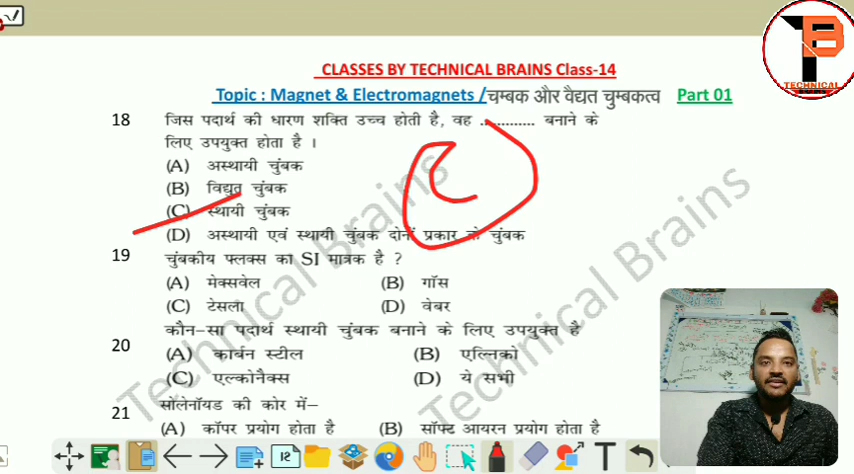 CLASSES BY TECHNICAL BRAINS Class-14
Topic : Magnet & Electromagnets /चम्बक और वैद्यत चुम्बकत्व Part 01
18 जिस पदार्थ की धारण शक्ति उच्च होती है, वह ............ बनाने के
लिए उपयुक्त होता है ।
(A) अस्थायी चुंबक
(B) विद्युत चुंबक
(C) स्थायी चुंबक
(D) अस्थायी एवं स्थायी चुंबक दोनों प्रकार के चुंबक
19 चुंबकीय फ्लक्स का SI मात्रक है ?
(A) मेक्सवेल (B) गॉस
(C) टेसला (D) वेबर
20 कौन-सा पदार्थ स्थायी चुंबक बनाने के लिए उपयुक्त है
(A) कार्बन स्टील (B) एल्निको
(C) एल्कोनैक्स (D) ये सभी
21 सॉलेनॉयड की कोर में-
(A) कॉपर प्रयोग होता है (B) सॉफ्ट आयरन प्रयोग होता है
C
Technical Brains
Technical Brains
TB
TECHNICAL
BRAINS